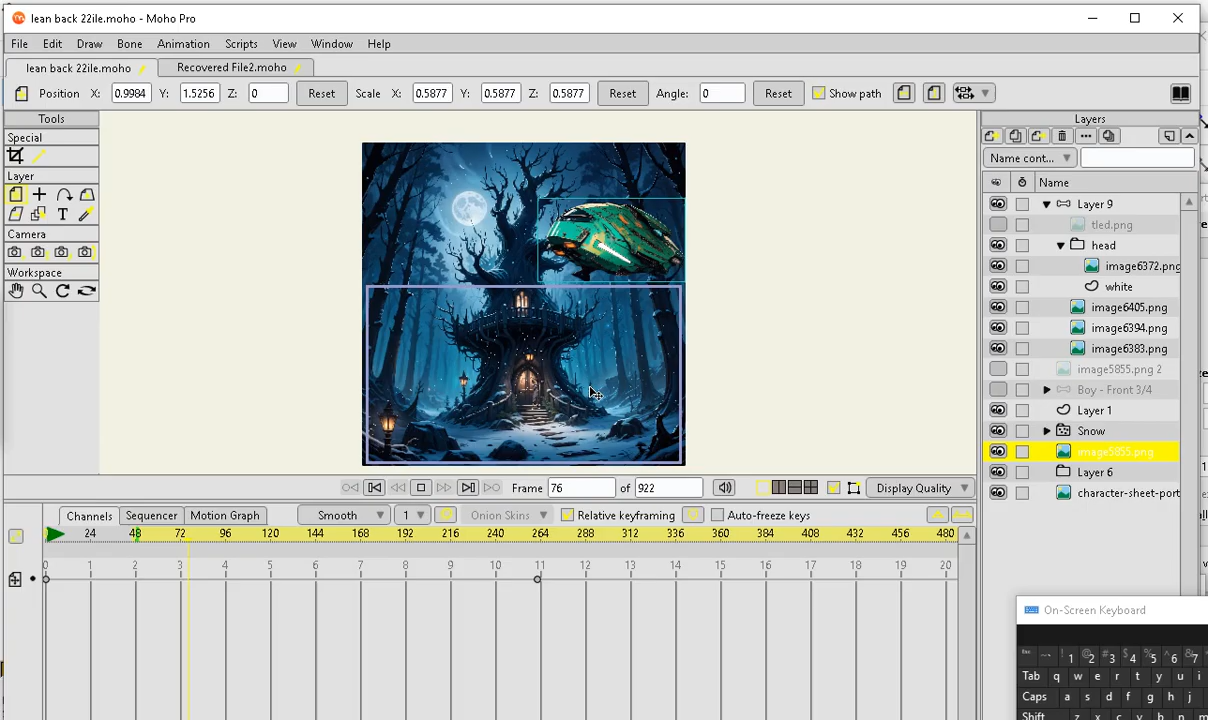 lean back 22ile.moho - Moho Pro
File Edit Draw Bone Animation Scripts View Window Help
lean back 22ile.moho Recovered File2.moho
Position X: 0.9984 Y: 1.5256 Z: 0 Reset Scale X: 0.5877 Y: 0.5877 Z: 0.5877 Reset Angle: 0 Reset Show path
Tools
Special
Layer
T
Camera
Workspace
Layers
Name cont...
Name
Layer 9
tled.png
head
image6372.png
white
image6405.png
image6394.png
image6383.png
image5855.png 2
Boy - Front 3/4
Layer 1
Snow
image5855.png
Layer 6
character-sheet-port
Frame 76 of 922 Display Quality
Channels Sequencer Motion Graph Smooth 1 Onion Skins Relative keyframing Auto-freeze keys
24 48 72 96 120 144 168 192 216 240 264 288 312 336 360 384 408 432 456 480
0 1 2 3 4 5 6 7 8 9 10 11 12 13 14 15 16 17 18 19 20
On-Screen Keyboard
! 1 @ 2 # 3 $ 4 % 5 ^ 6 & 7
Tab q w e r t y u i
Caps a s d f g h j
Shift z x c v b n m